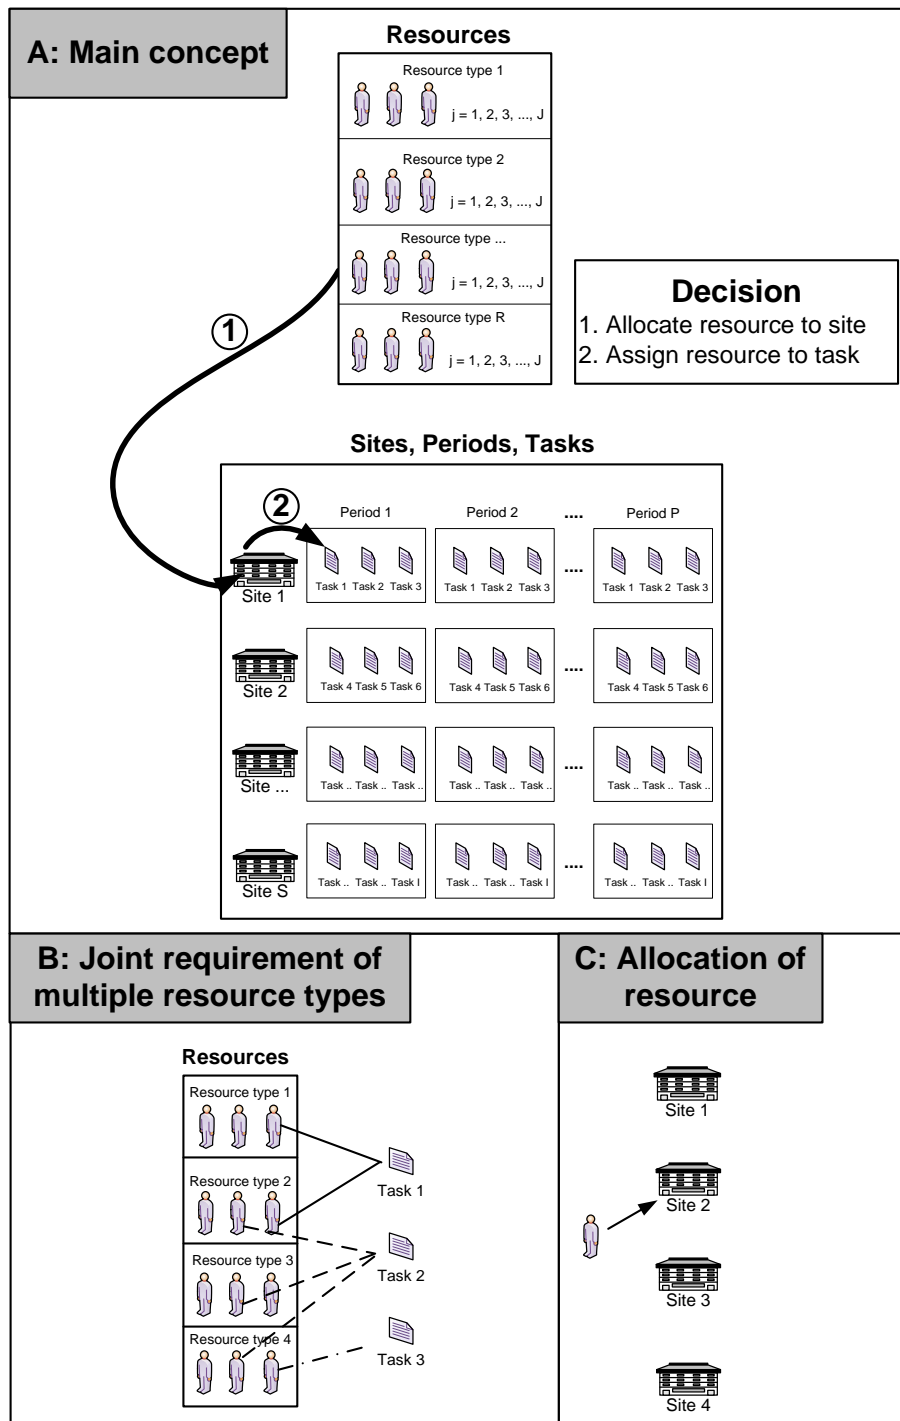 A: Main concept
Resources
Resource type 1
j = 1, 2, 3, ..., J
Resource type 2
j = 1, 2, 3, ..., J
Resource type ...
j = 1, 2, 3, ..., J
Resource type R
j = 1, 2, 3, ..., J
1
Decision
1. Allocate resource to site
2. Assign resource to task
Sites, Periods, Tasks
2
Period 1 Period 2 .... Period P
Task 1 Task 2 Task 3 Task 1 Task 2 Task 3 .... Task 1 Task 2 Task 3
Site 1
Task 4 Task 5 Task 6 Task 4 Task 5 Task 6 .... Task 4 Task 5 Task 6
Site 2
Task .. Task .. Task .. Task .. Task .. Task .. .... Task .. Task .. Task ..
Site ...
Task .. Task .. Task I Task .. Task .. Task I .... Task .. Task .. Task I
Site S
B: Joint requirement of
multiple resource types
Resources
Resource type 1
Resource type 2
Resource type 3
Resource type 4
Task 1
Task 2
Task 3
C: Allocation of
resource
Site 1
Site 2
Site 3
Site 4